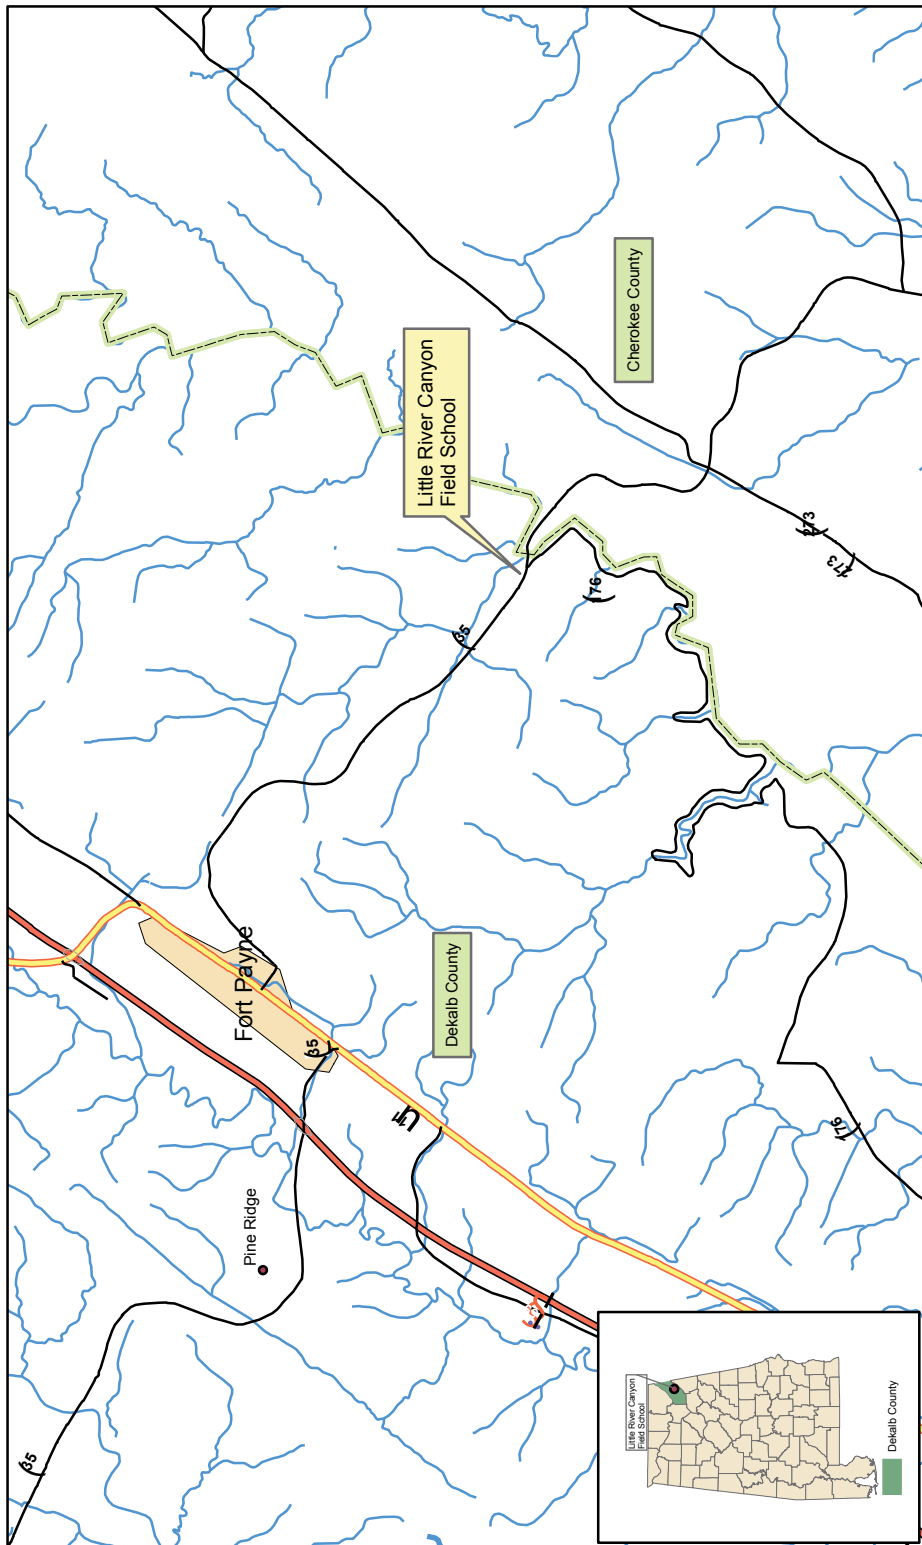 35
Pine Ridge
Fort Payne
35
11
Dekalb County
176
35
Little River Canyon
Field School
176
273
273
Cherokee County
Little River Canyon
Field School
Dekalb County